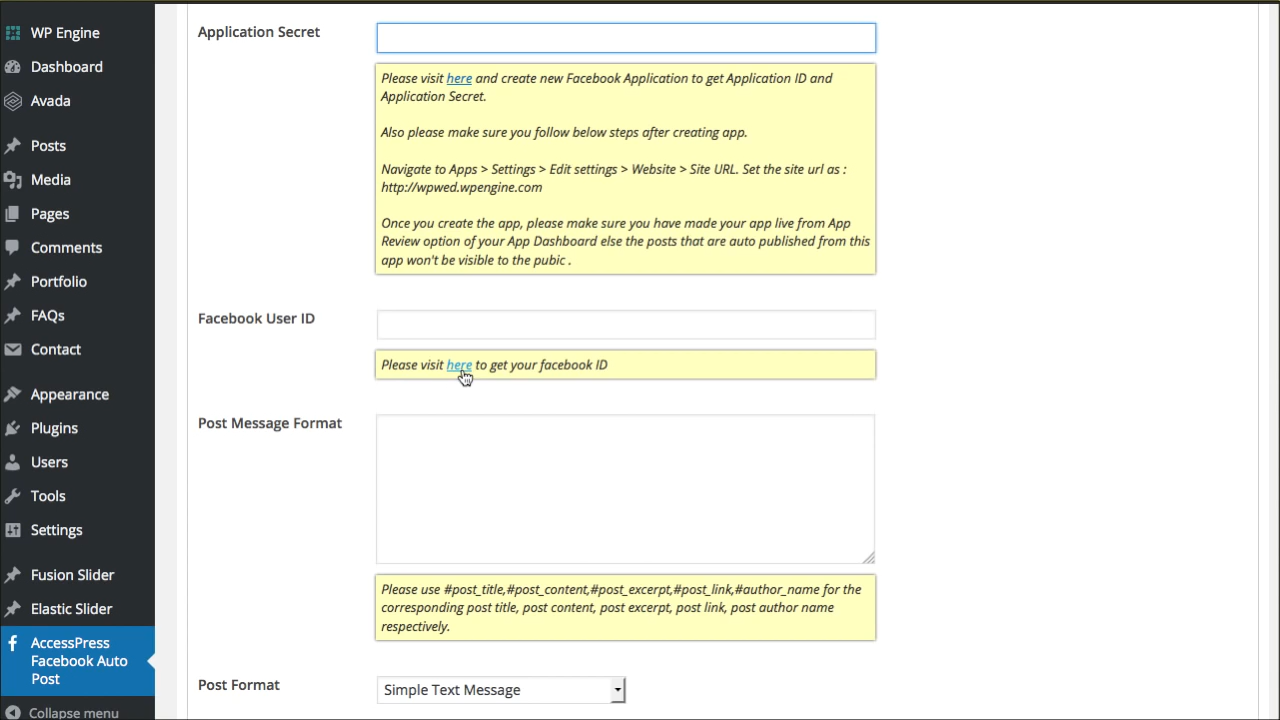 WP Engine
Dashboard
Avada
Posts
Media
Pages
Comments
Portfolio
FAQs
Contact
Appearance
Plugins
Users
Tools
Settings
Fusion Slider
Elastic Slider
AccessPress
Facebook Auto
Post
Collapse menu
Application Secret
Please visit here and create new Facebook Application to get Application ID and
Application Secret.
Also please make sure you follow below steps after creating app.
Navigate to Apps > Settings > Edit settings > Website > Site URL. Set the site url as :
http://wpwed.wpengine.com
Once you create the app, please make sure you have made your app live from App
Review option of your App Dashboard else the posts that are auto published from this
app won't be visible to the pubic .
Facebook User ID
Please visit here to get your facebook ID
Post Message Format
Please use #post_title,#post_content,#post_excerpt,#post_link,#author_name for the
corresponding post title, post content, post excerpt, post link, post author name
respectively.
Post Format
Simple Text Message